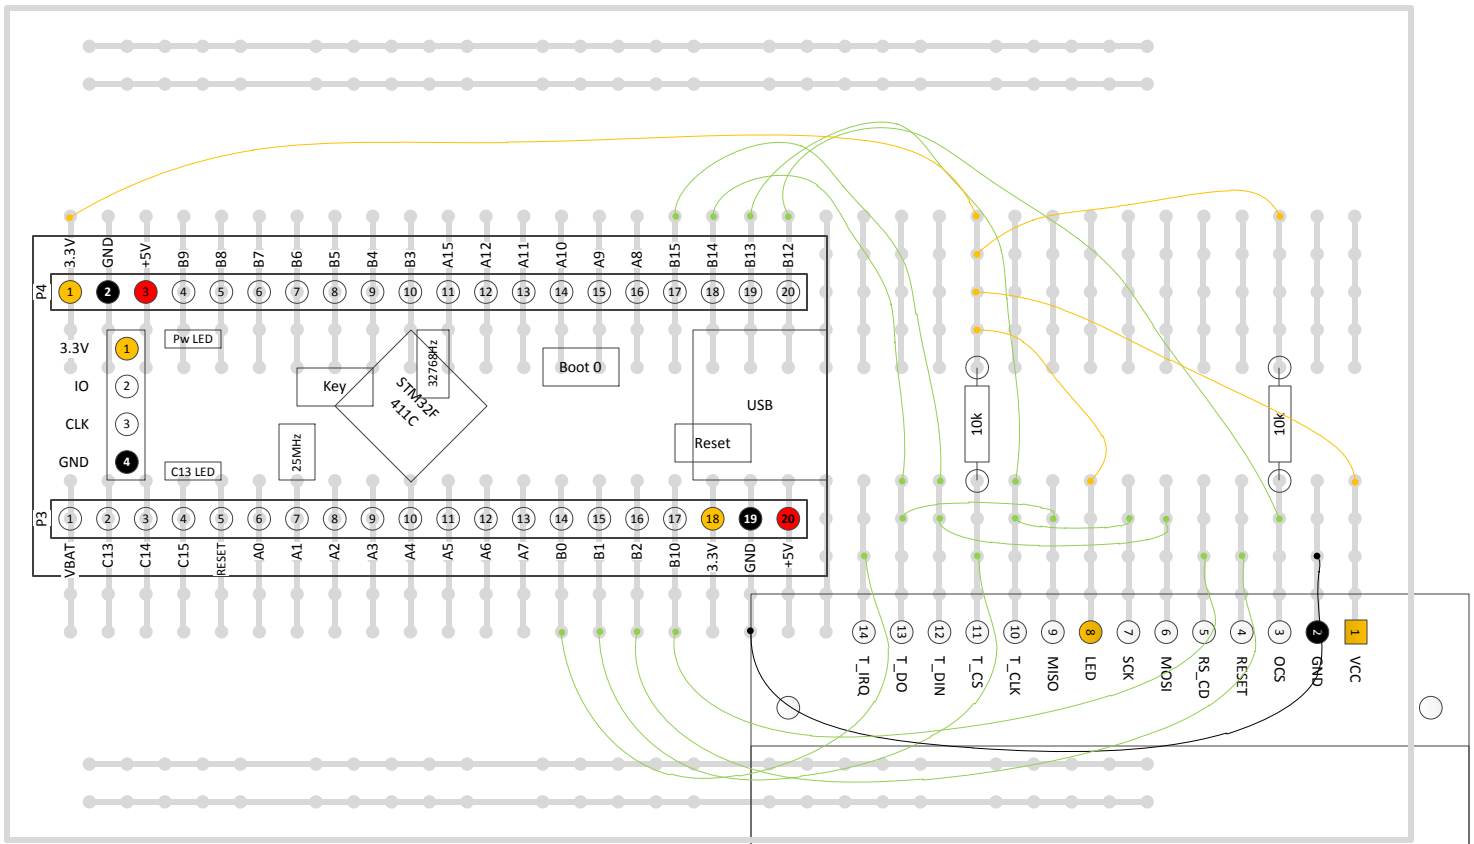 3.3V GND +5V B9 B8 B7 B6 B5 B4 B3 A15 A12 A11 A10 A9 A8 B15 B14 B13 B12
P4 1 2 3 4 5 6 7 8 9 10 11 12 13 14 15 16 17 18 19 20
3.3V 1
IO 2
CLK 3
GND 4
Pw LED
C13 LED
Key
25MHz
STM32F
411C
32768Hz
Boot 0
USB
Reset
10k
10k
P3 1 2 3 4 5 6 7 8 9 10 11 12 13 14 15 16 17 18 19 20
VBAT C13 C14 C15 RESET A0 A1 A2 A3 A4 A5 A6 A7 B0 B1 B2 B10 3.3V GND +5V
14 13 12 11 10 9 8 7 6 5 4 3 2 1
T_IRQ T_DO T_DIN T_CS T_CLK MISO LED SCK MOSI RS_CD RESET OCS GND VCC